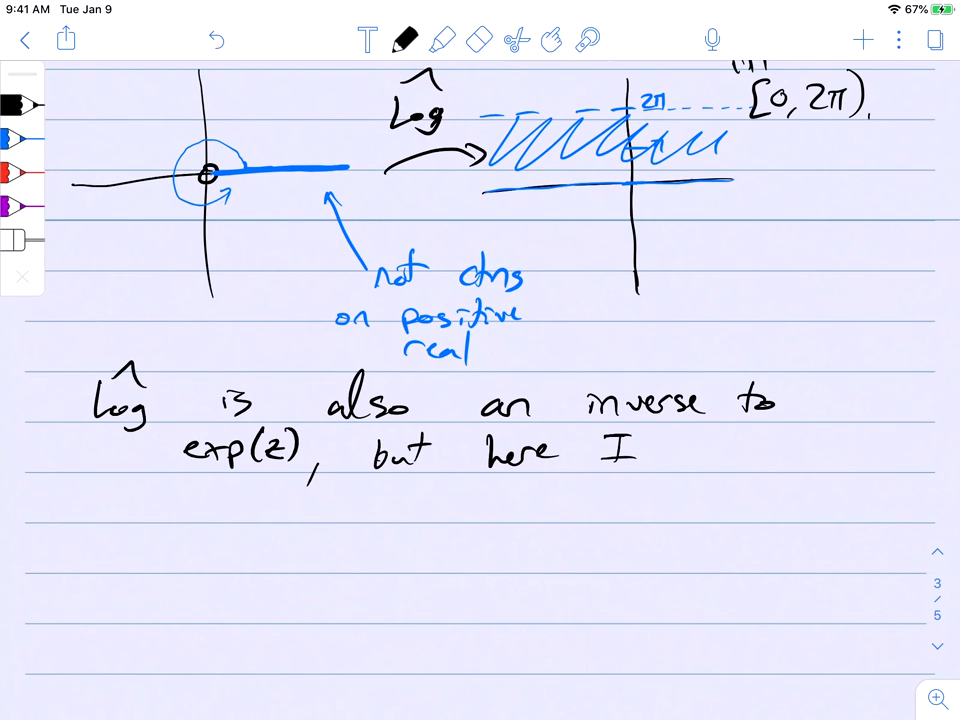 9:41 AM Tue Jan 9
67%
T
2π
[0, 2π).
Log
π
not ctns
on positive
real
Log is also an inverse to
exp(z), but here I
3
/
5